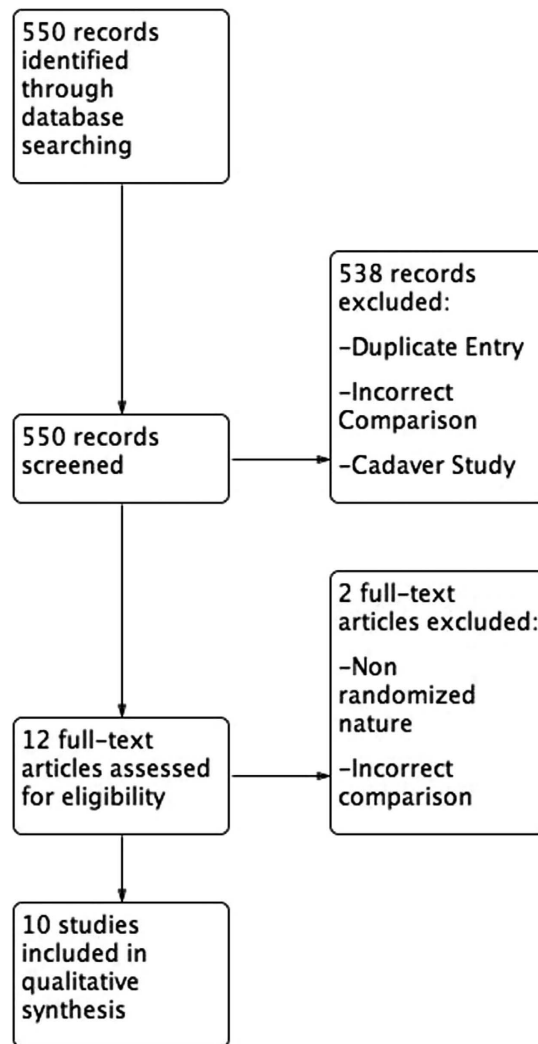 550 records
identified
through
database
searching
538 records
excluded:
–Duplicate Entry
–Incorrect
Comparison
–Cadaver Study
550 records
screened
2 full–text
articles excluded:
–Non
randomized
nature
–Incorrect
comparison
12 full–text
articles assessed
for eligibility
10 studies
included in
qualitative
synthesis